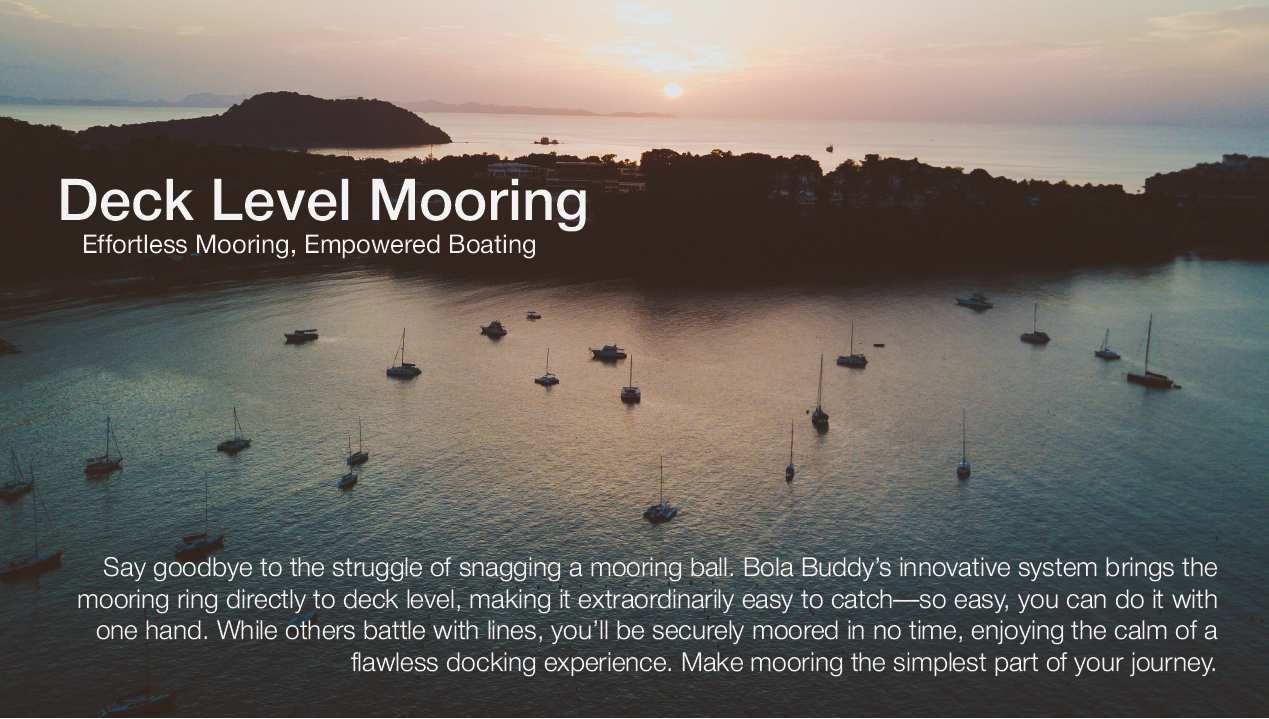 Deck Level Mooring
Effortless Mooring, Empowered Boating
Say goodbye to the struggle of snagging a mooring ball. Bola Buddy’s innovative system brings the
mooring ring directly to deck level, making it extraordinarily easy to catch—so easy, you can do it with
one hand. While others battle with lines, you’ll be securely moored in no time, enjoying the calm of a
flawless docking experience. Make mooring the simplest part of your journey.